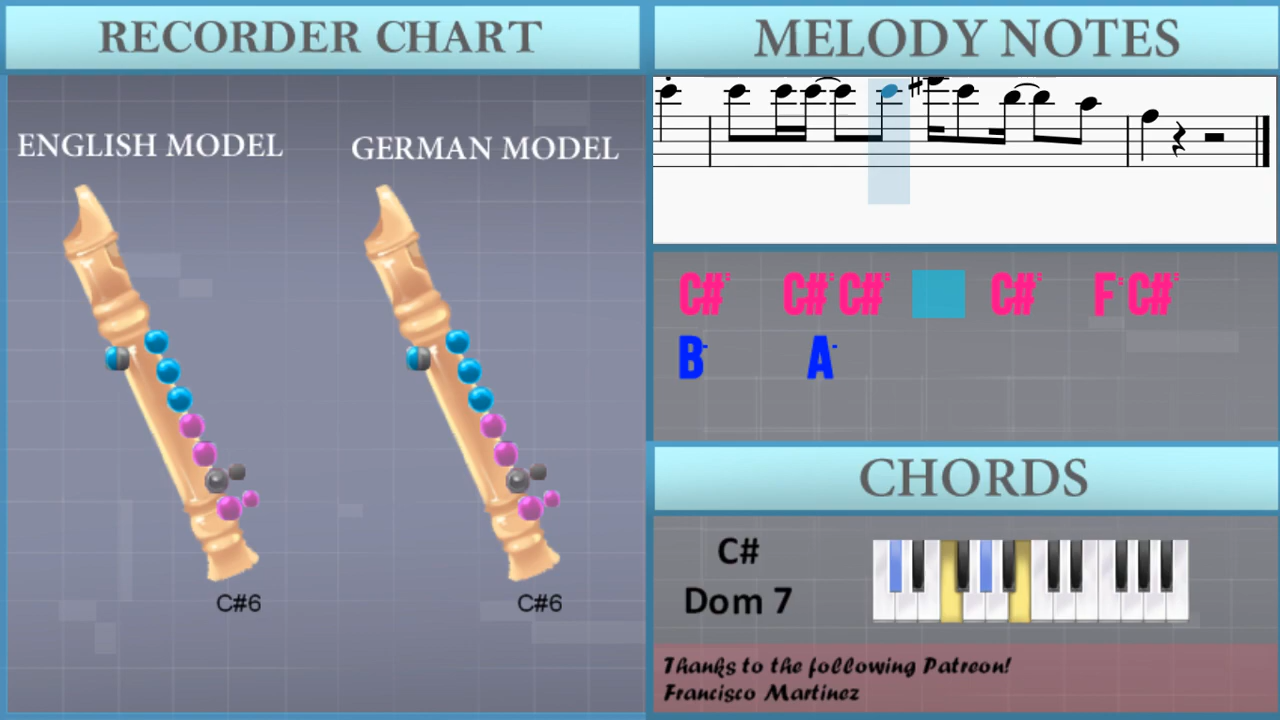 RECORDER CHART
ENGLISH MODEL
GERMAN MODEL
C#6
C#6
MELODY NOTES
C#¨ C#¨ C#¨ C#¨ F¨ C#¨
B˙ A˙
CHORDS
C#
Dom 7
Thanks to the following Patreon!
Francisco Martinez